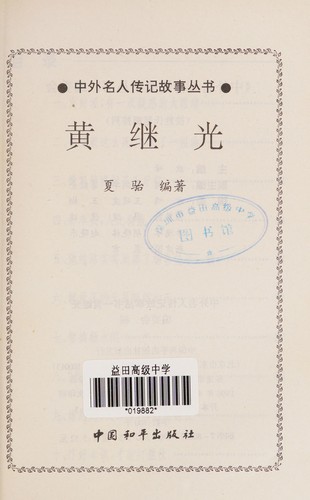 ● 中外名人传记故事丛书 ●
黄 继 光
夏 骀 编著
图书馆
益田高级中学
*019882*
中国和平出版社